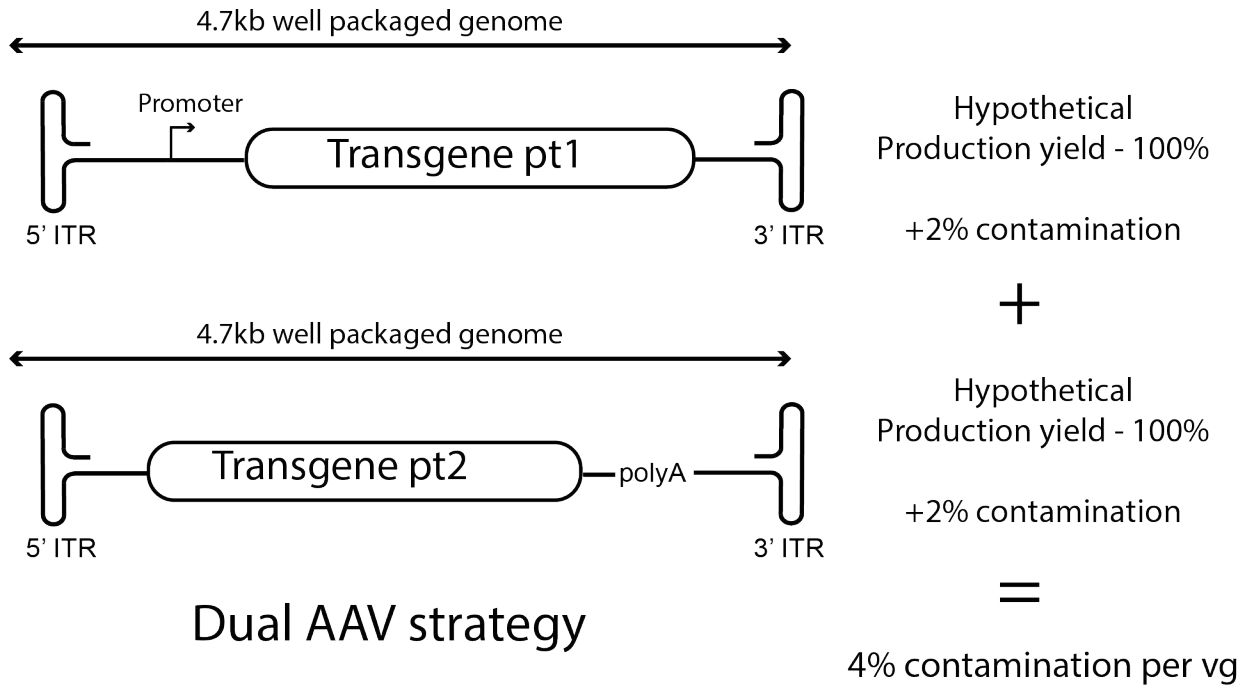 4.7kb well packaged genome
Promoter
Transgene pt1
5' ITR
3' ITR
Hypothetical
Production yield - 100%
+2% contamination
+
4.7kb well packaged genome
Transgene pt2
polyA
5' ITR
3' ITR
Hypothetical
Production yield - 100%
+2% contamination
=
Dual AAV strategy
4% contamination per vg